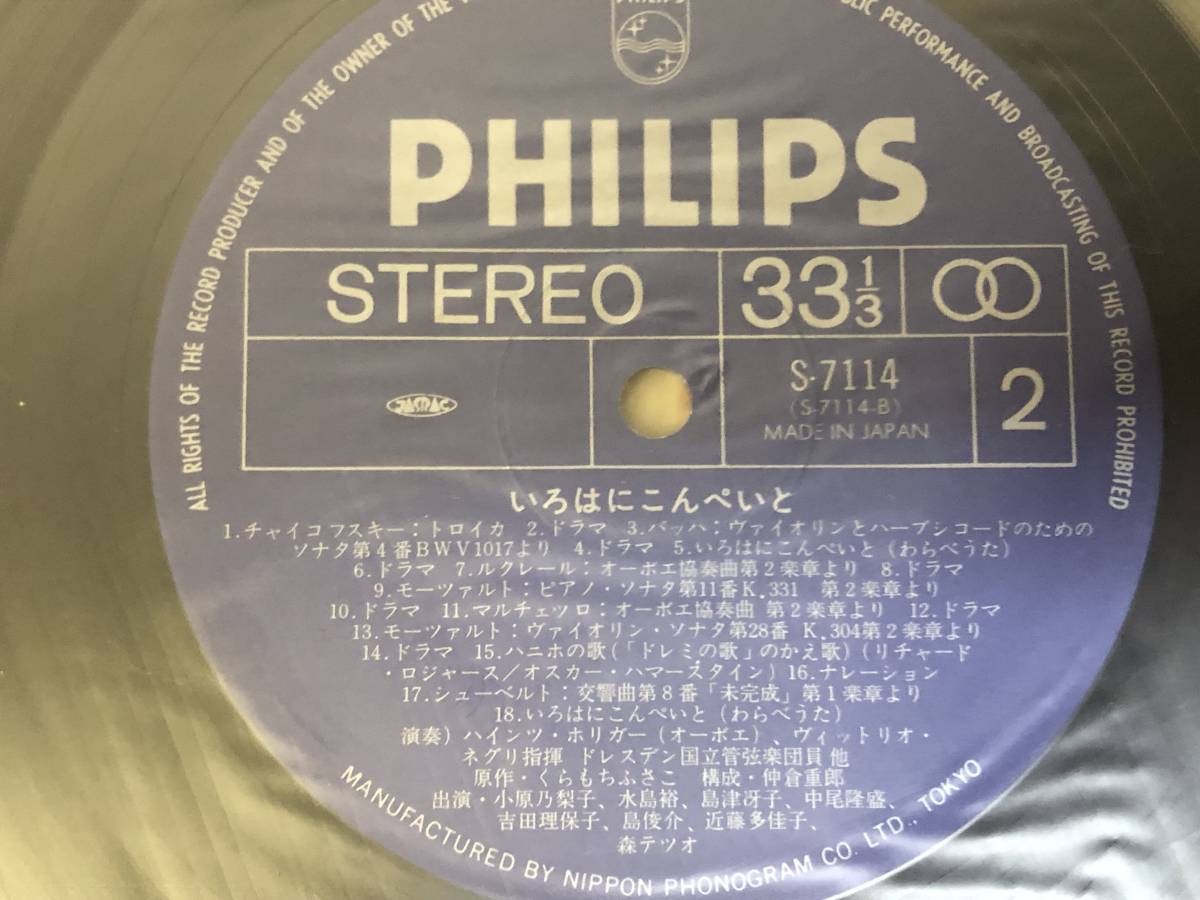 PHILIPS
ALL RIGHTS OF THE RECORD PRODUCER AND OF THE OWNER OF THE
PUBLIC PERFORMANCE AND BROADCASTING OF THIS RECORD PROHIBITED
PHILIPS
STEREO
33 1/3
JASRAC
S-7114
(S-7114-B)
MADE IN JAPAN
2
いろはにこんぺいと
1.チャイコフスキー：トロイカ 2.ドラマ 3.バッハ：ヴァイオリンとハープシコードのための
ソナタ第4番BWV1017より 4.ドラマ 5.いろはにこんぺいと（わらべうた）
6.ドラマ 7.ルクレール：オーボエ協奏曲第2楽章より 8.ドラマ
9.モーツァルト：ピアノ・ソナタ第11番K.331 第2楽章より
10.ドラマ 11.マルチェッロ：オーボエ協奏曲 第2楽章より 12.ドラマ
13.モーツァルト：ヴァイオリン・ソナタ第28番 K.304第2楽章より
14.ドラマ 15.ハニホの歌(「ドレミの歌」のかえ歌)(リチャード
・ロジャース／オスカー・ハマースタイン) 16.ナレーション
17.シューベルト：交響曲第8番「未完成」第1楽章より
18.いろはにこんぺいと（わらべうた）
演奏）ハインツ・ホリガー（オーボエ）、ヴィットリオ・
ネグリ指揮 ドレスデン国立管弦楽団員 他
原作・くらもちふさこ 構成・仲倉重郎
出演・小原乃梨子、水島裕、島津冴子、中尾隆盛、
吉田理保子、島俊介、近藤多佳子、
森テツオ
MANUFACTURED BY NIPPON PHONOGRAM CO. LTD., TOKYO